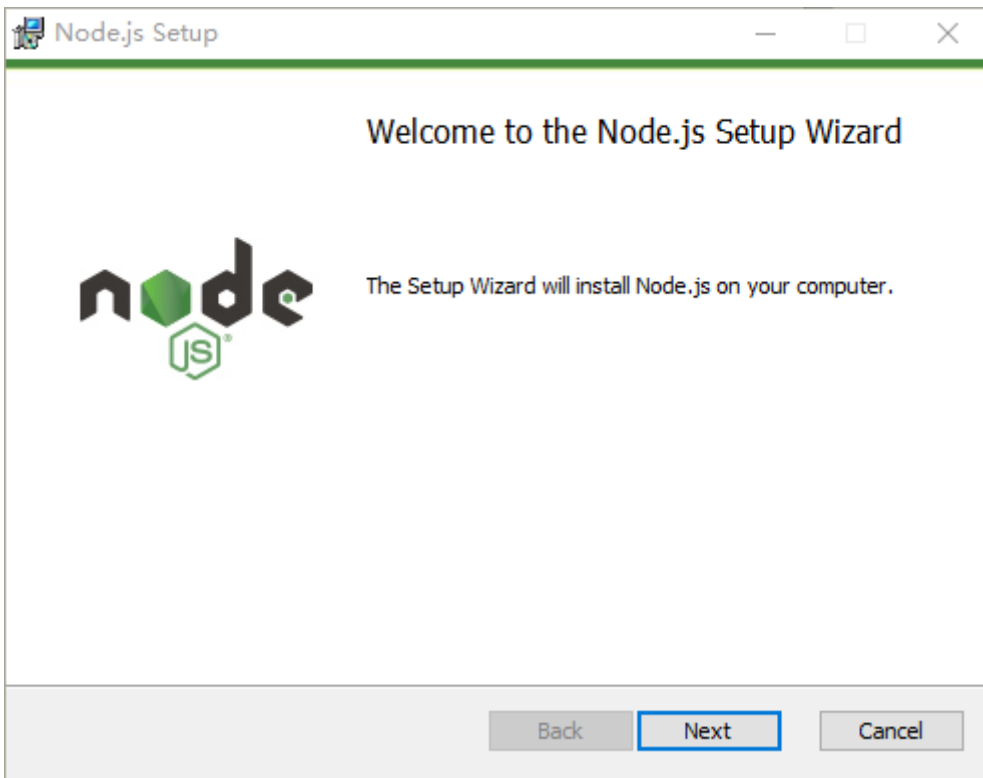 Node.js Setup
Welcome to the Node.js Setup Wizard
node
JS®
The Setup Wizard will install Node.js on your computer.
Back Next Cancel